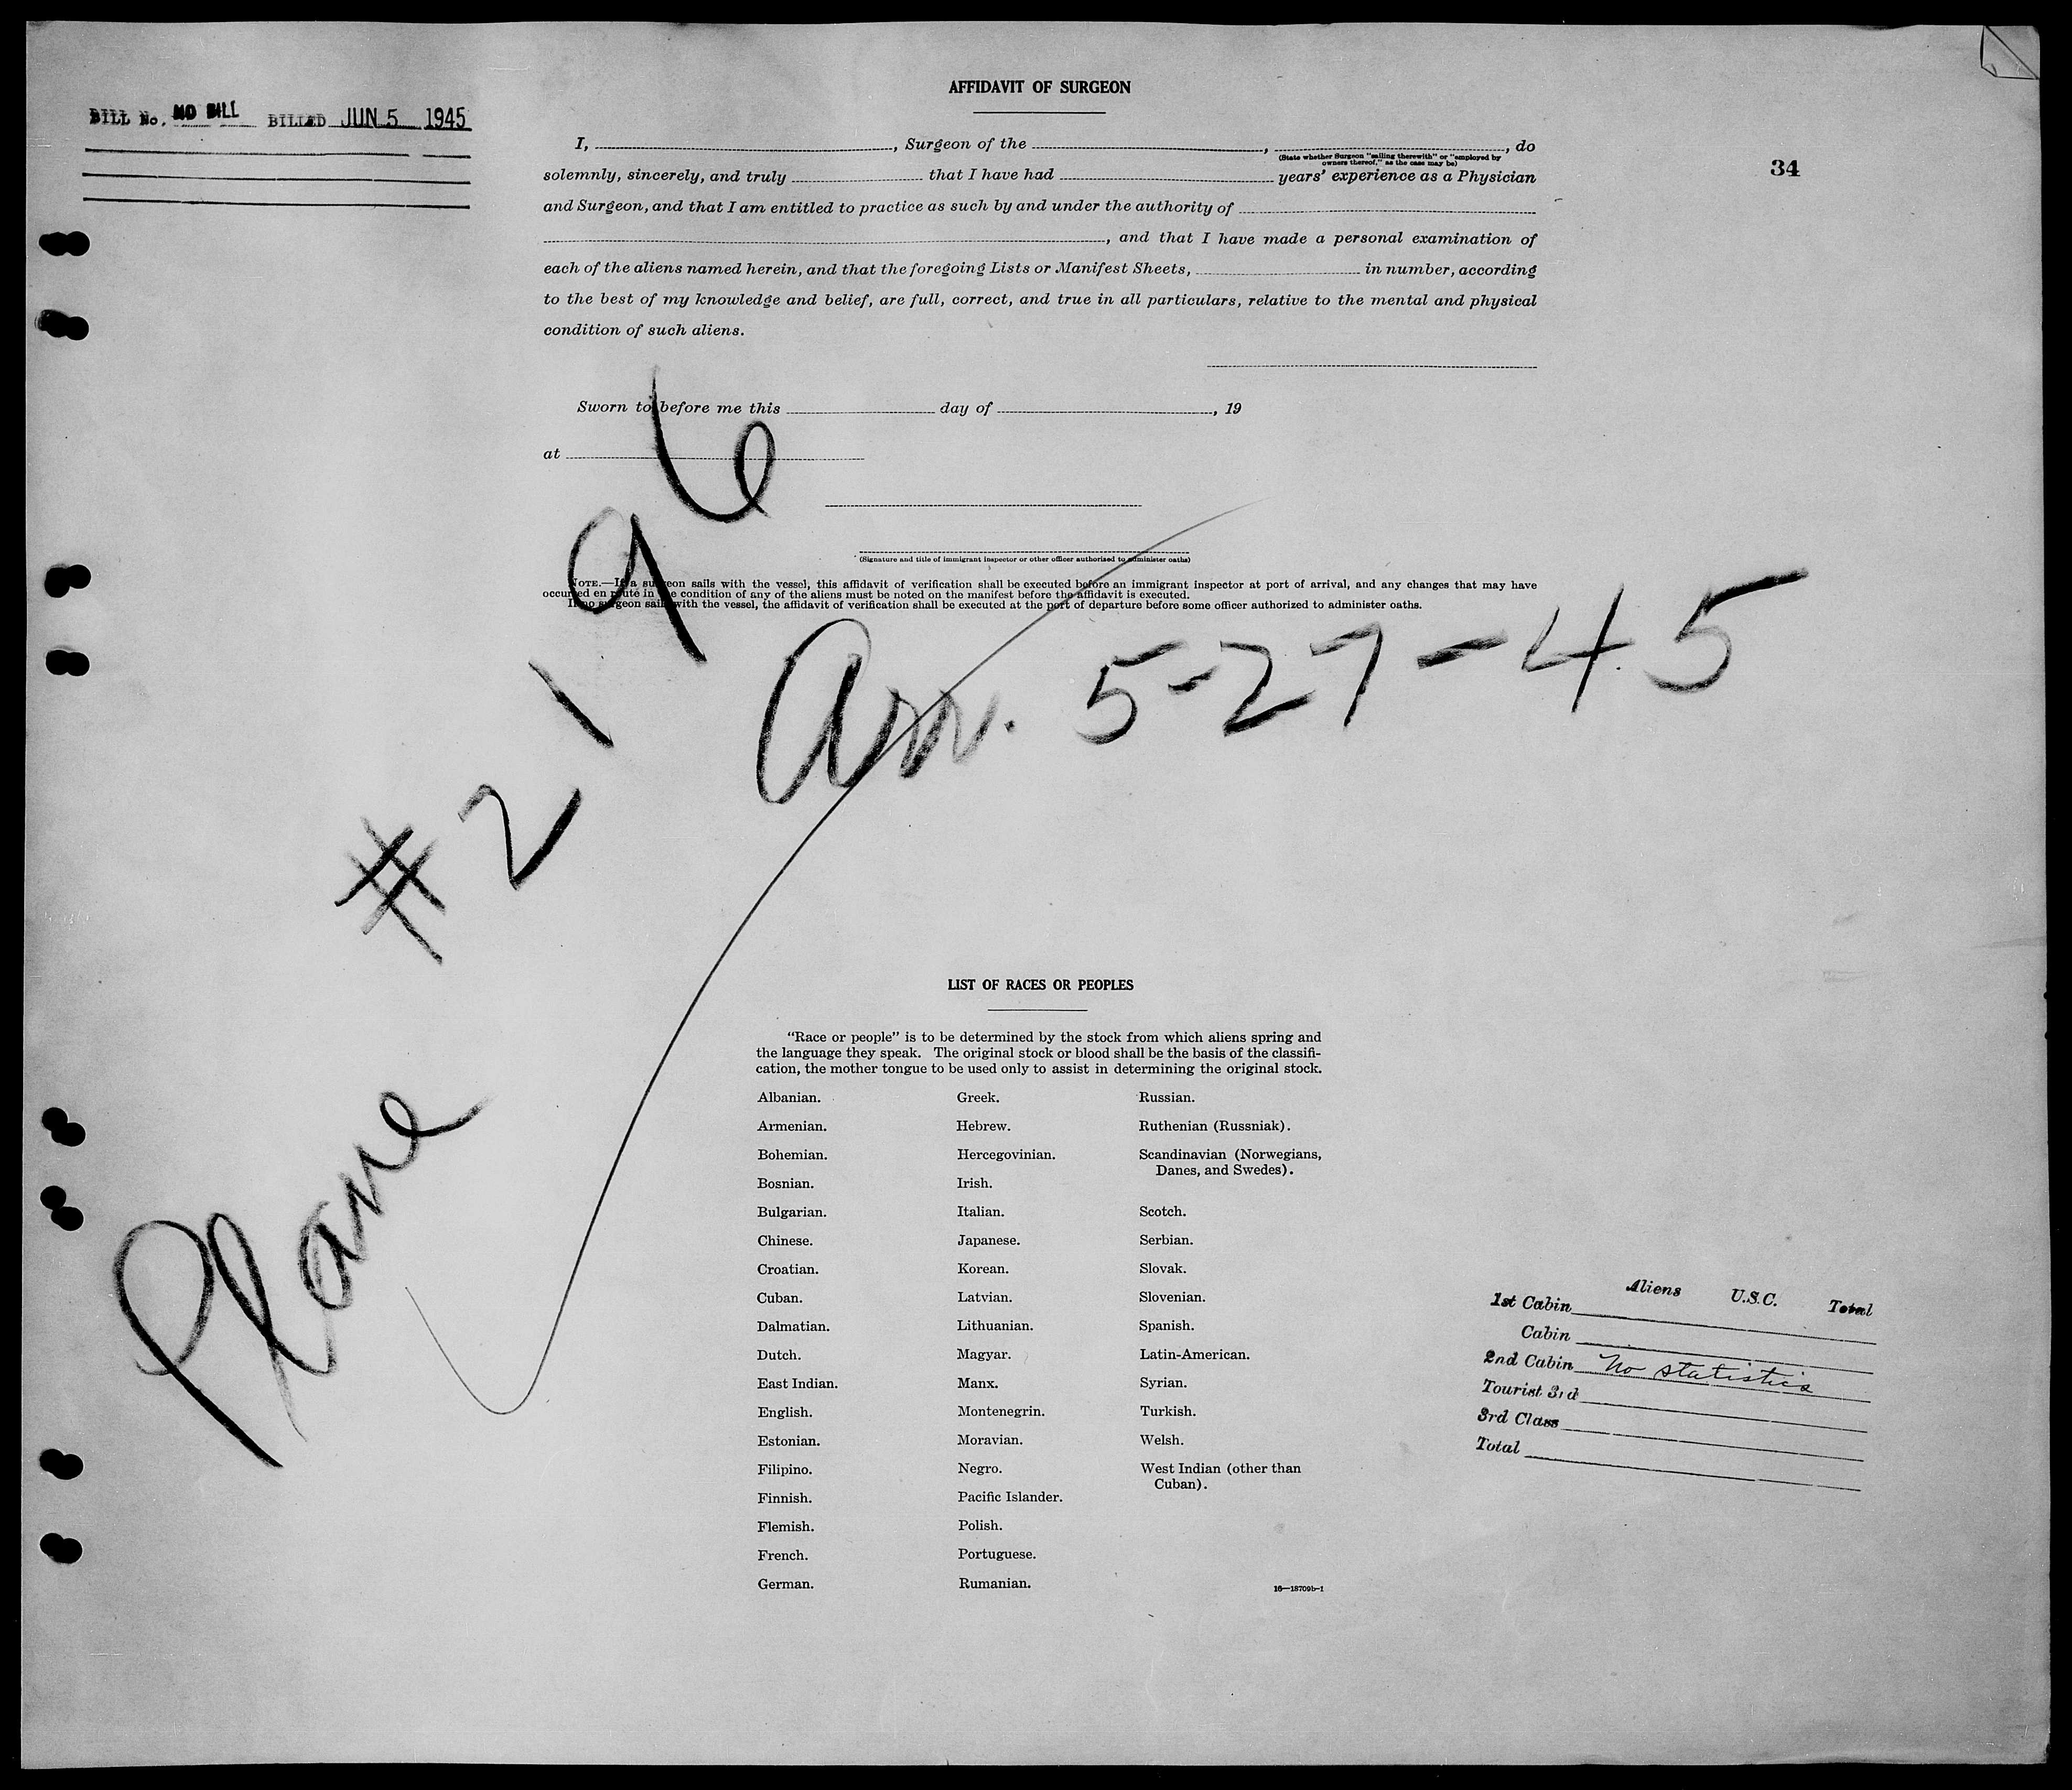 AFFIDAVIT OF SURGEON
BILL No. NO BILL BILLED JUN 5 1945
34
I, , Surgeon of the , , do
(State whether Surgeon "sailing therewith" or "employed by
owners thereof," as the case may be)
solemnly, sincerely, and truly that I have had years' experience as a Physician
and Surgeon, and that I am entitled to practice as such by and under the authority of
, and that I have made a personal examination of
each of the aliens named herein, and that the foregoing Lists or Manifest Sheets, in number, according
to the best of my knowledge and belief, are full, correct, and true in all particulars, relative to the mental and physical
condition of such aliens.
Sworn to before me this day of , 19
at
(Signature and title of immigrant inspector or other officer authorized to administer oaths)
NOTE.—If a surgeon sails with the vessel, this affidavit of verification shall be executed before an immigrant inspector at port of arrival, and any changes that may have
occurred en route in the condition of any of the aliens must be noted on the manifest before the affidavit is executed.
If no surgeon sails with the vessel, the affidavit of verification shall be executed at the port of departure before some officer authorized to administer oaths.
Plane #2196
Arr. 5-27-45
LIST OF RACES OR PEOPLES
"Race or people" is to be determined by the stock from which aliens spring and
the language they speak. The original stock or blood shall be the basis of the classifi-
cation, the mother tongue to be used only to assist in determining the original stock.
Albanian.
Armenian.
Bohemian.
Bosnian.
Bulgarian.
Chinese.
Croatian.
Cuban.
Dalmatian.
Dutch.
East Indian.
English.
Estonian.
Filipino.
Finnish.
Flemish.
French.
German.
Greek.
Hebrew.
Hercegovinian.
Irish.
Italian.
Japanese.
Korean.
Latvian.
Lithuanian.
Magyar.
Manx.
Montenegrin.
Moravian.
Negro.
Pacific Islander.
Polish.
Portuguese.
Rumanian.
Russian.
Ruthenian (Russniak).
Scandinavian (Norwegians,
Danes, and Swedes).
Scotch.
Serbian.
Slovak.
Slovenian.
Spanish.
Latin-American.
Syrian.
Turkish.
Welsh.
West Indian (other than
Cuban).
16—18709b-1
Aliens U.S.C. Total
1st Cabin
Cabin
2nd Cabin No statistics
Tourist 3rd
3rd Class
Total